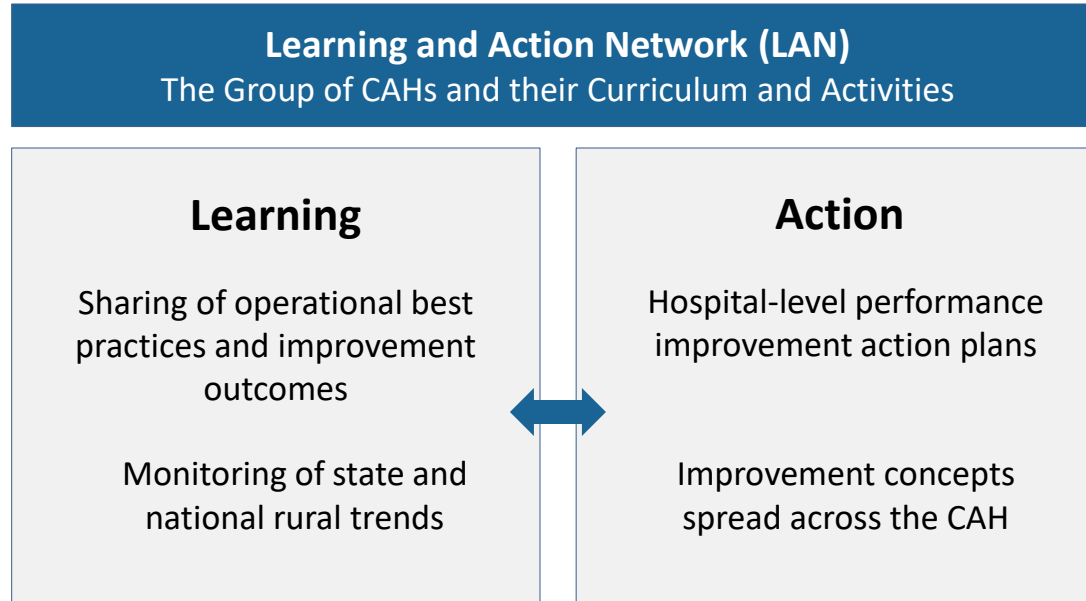 Learning and Action Network (LAN)
The Group of CAHs and their Curriculum and Activities
Learning
Sharing of operational best
practices and improvement
outcomes
Monitoring of state and
national rural trends
Action
Hospital-level performance
improvement action plans
Improvement concepts
spread across the CAH